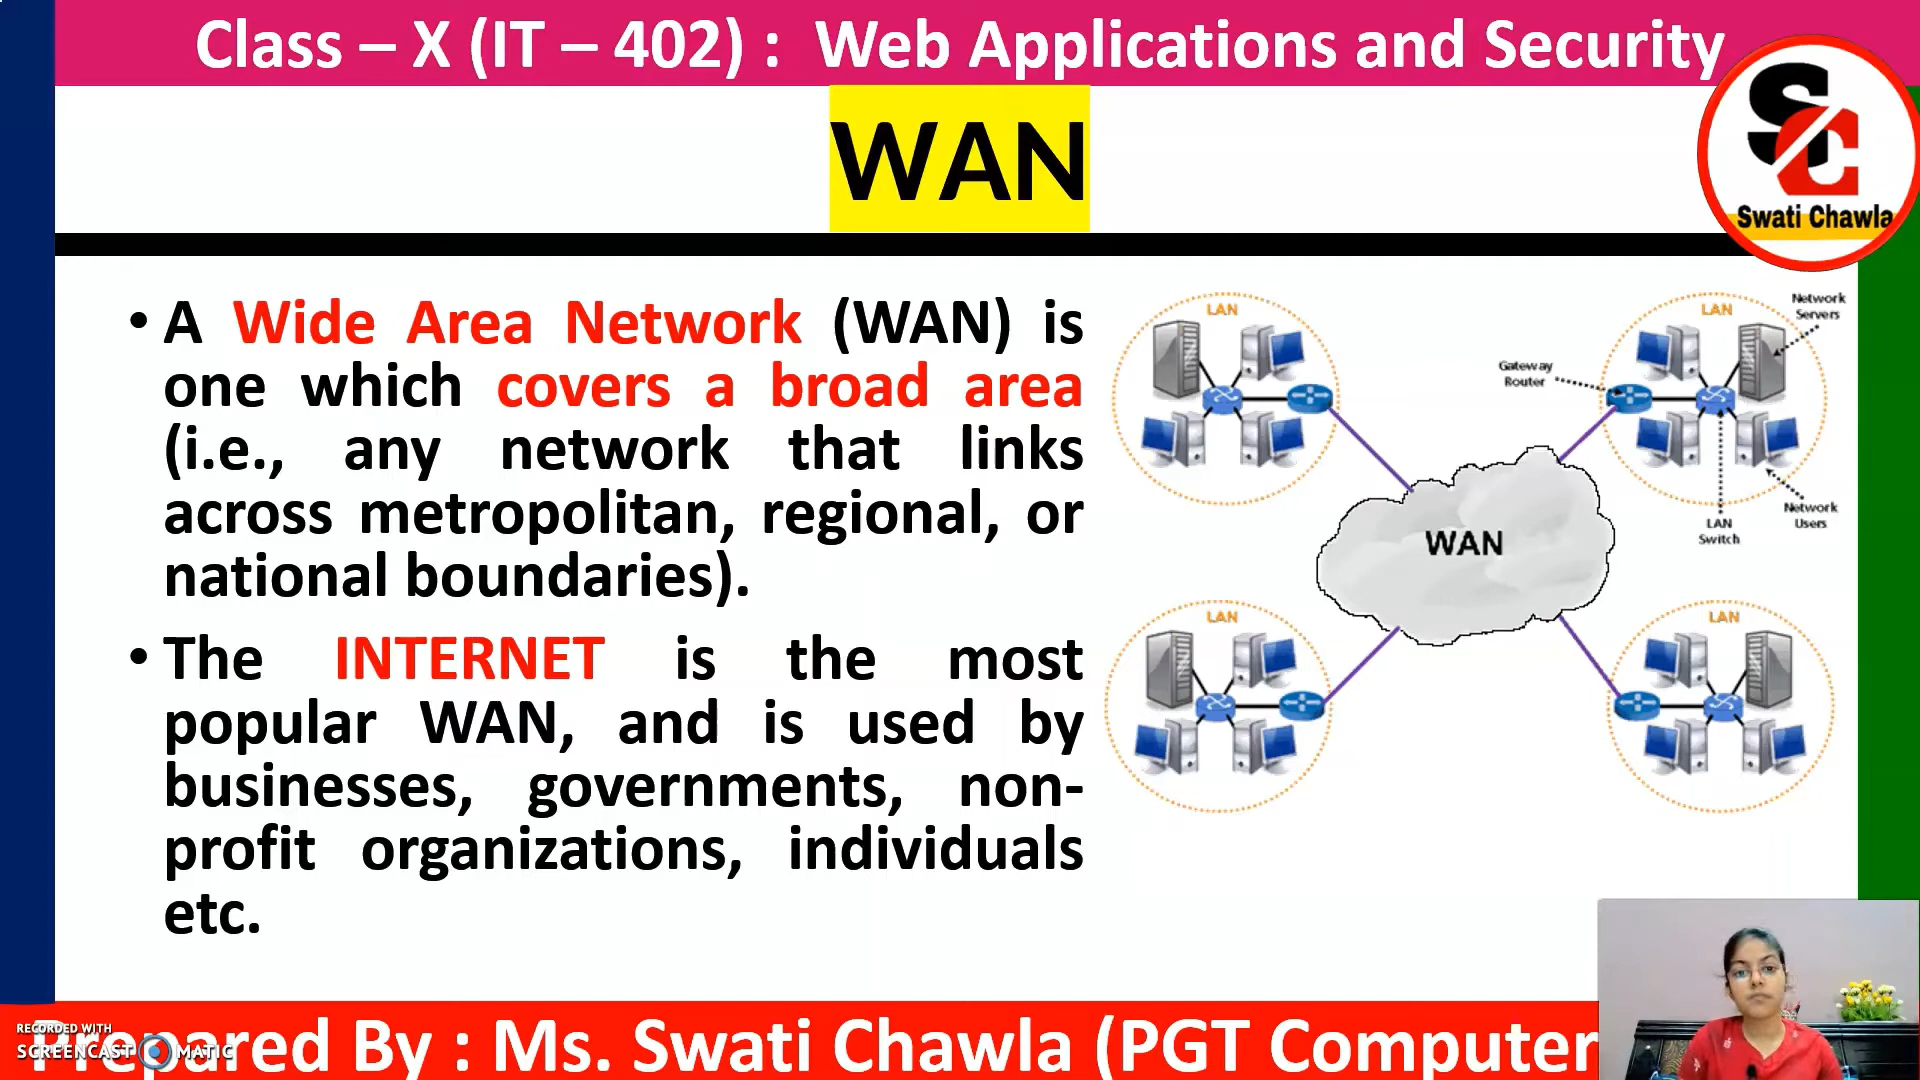 Class – X (IT – 402) : Web Applications and Security
WAN
SC
Swati Chawla
• A Wide Area Network (WAN) is
one which covers a broad area
(i.e., any network that links
across metropolitan, regional, or
national boundaries).
• The INTERNET is the most
popular WAN, and is used by
businesses, governments, non-
profit organizations, individuals
etc.
LAN
LAN
Network
Servers
Gateway
Router
Network
Users
LAN
Switch
WAN
LAN
LAN
Prepared By : Ms. Swati Chawla (PGT Computer
RECORDED WITH
SCREENCAST MATIC